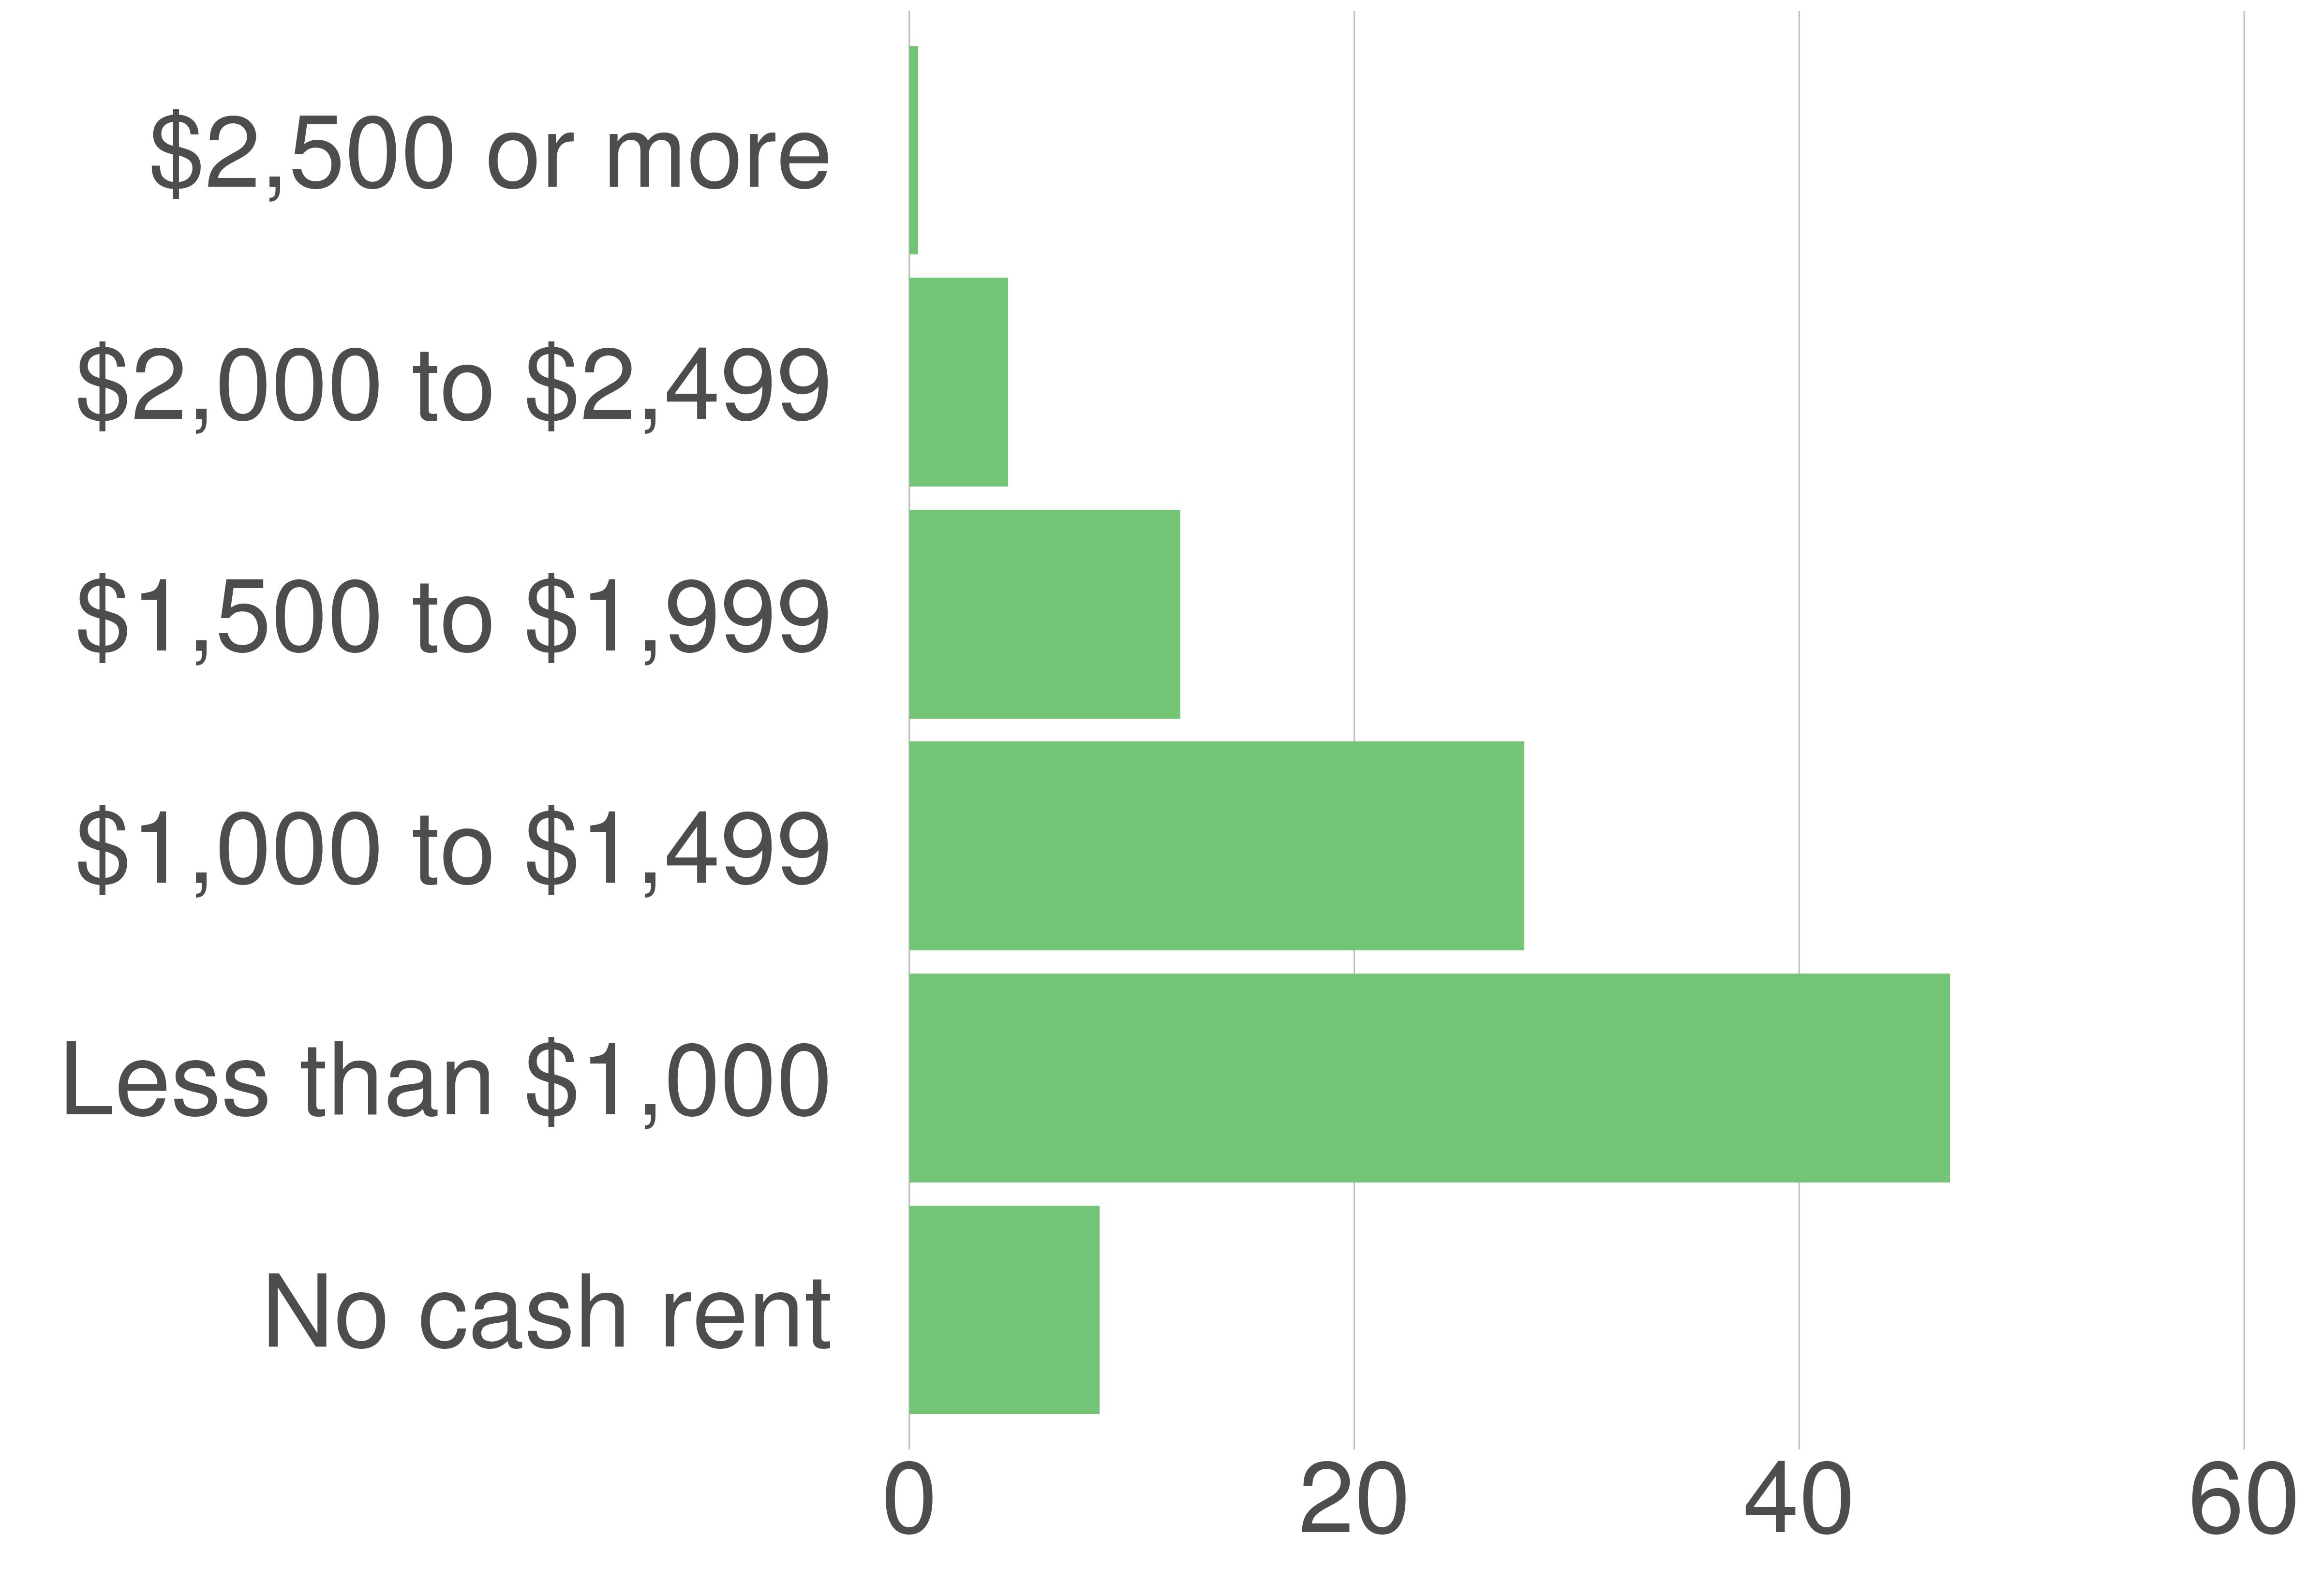 $2,500 or more
$2,000 to $2,499
$1,500 to $1,999
$1,000 to $1,499
Less than $1,000
No cash rent
0 20 40 60